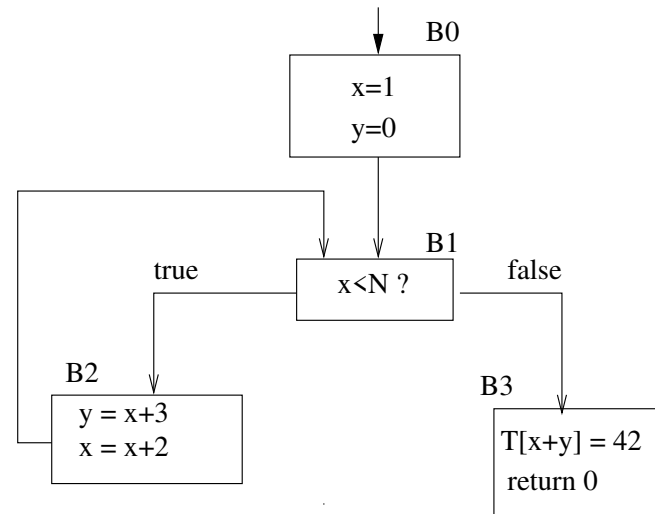 B0
x=1
y=0
B1
x<N ?
true
false
B2
y = x+3
x = x+2
B3
T[x+y] = 42
return 0